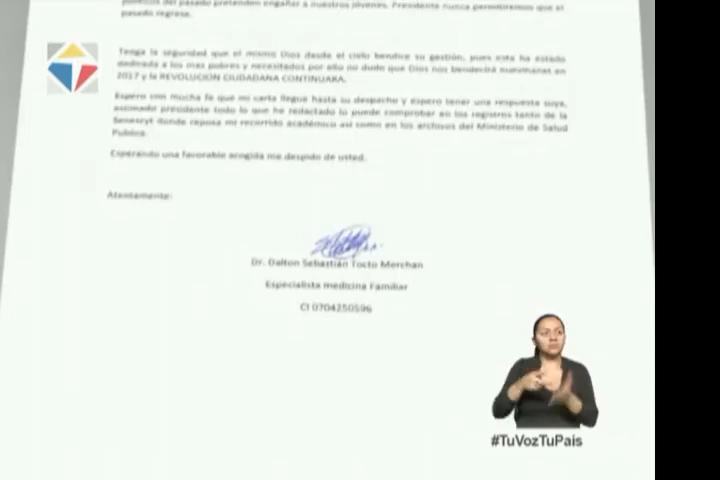 políticos del pasado pretenden engañar a nuestros jóvenes. Presidente nunca permitiremos que el
pasado regrese.
Tenga la seguridad que el mismo Dios desde el cielo bendice su gestión, pues esta ha estado
dedicada a los mas pobres y necesitados por ello no dudo que Dios nos bendecirá nuevamente en
2017 y la REVOLUCIÓN CIUDADANA CONTINUARA.
Espero con mucha fe que mi carta llegue hasta su despacho y espero tener una respuesta suya,
estimado presidente todo lo que he redactado lo puede comprobar en los registros tanto de la
Senescyt donde reposa mi recorrido académico así como en los archivos del Ministerio de Salud
Publica.
Esperando una favorable acogida me despido de usted.
Atentamente:
Dr. Dalton Sebastián Tocto Merchan
Especialista medicina Familiar
CI 0704250596
#TuVozTuPaís